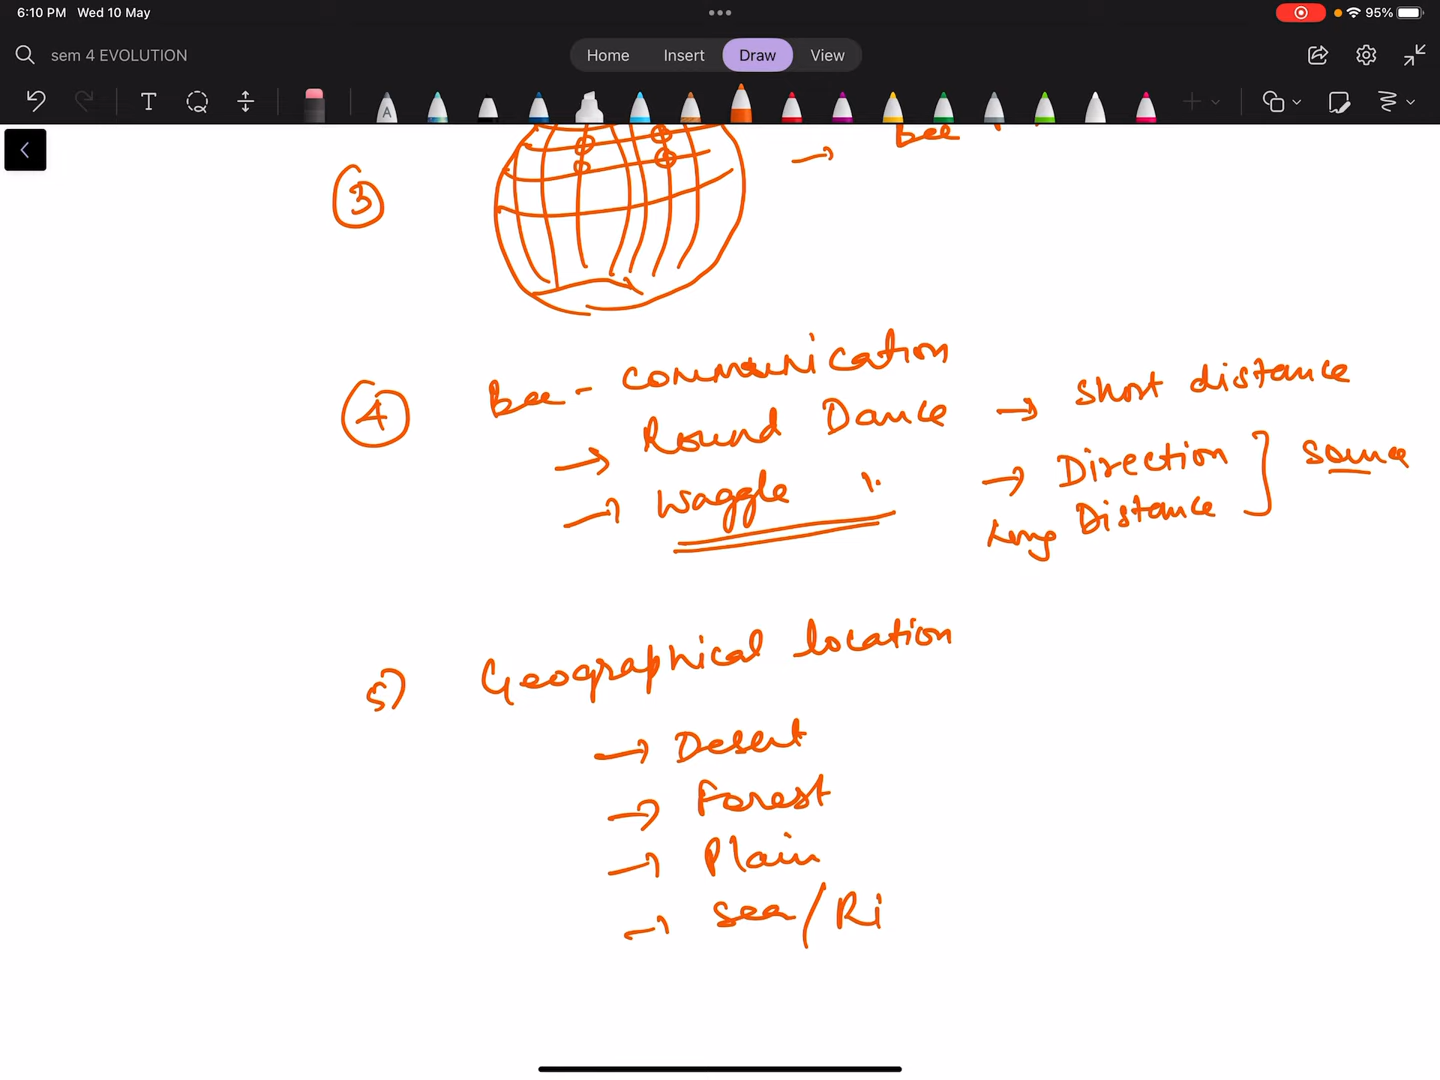 6:10 PM Wed 10 May
95%
sem 4 EVOLUTION
Home Insert Draw View
T
A
3
→ Bee
4 Bee - communication
→ Round Dance → short distance
→ Waggle " → Direction
Long Distance
5) Geographical location
→ Desert
→ Forest
→ Plain
→ sea/Ri